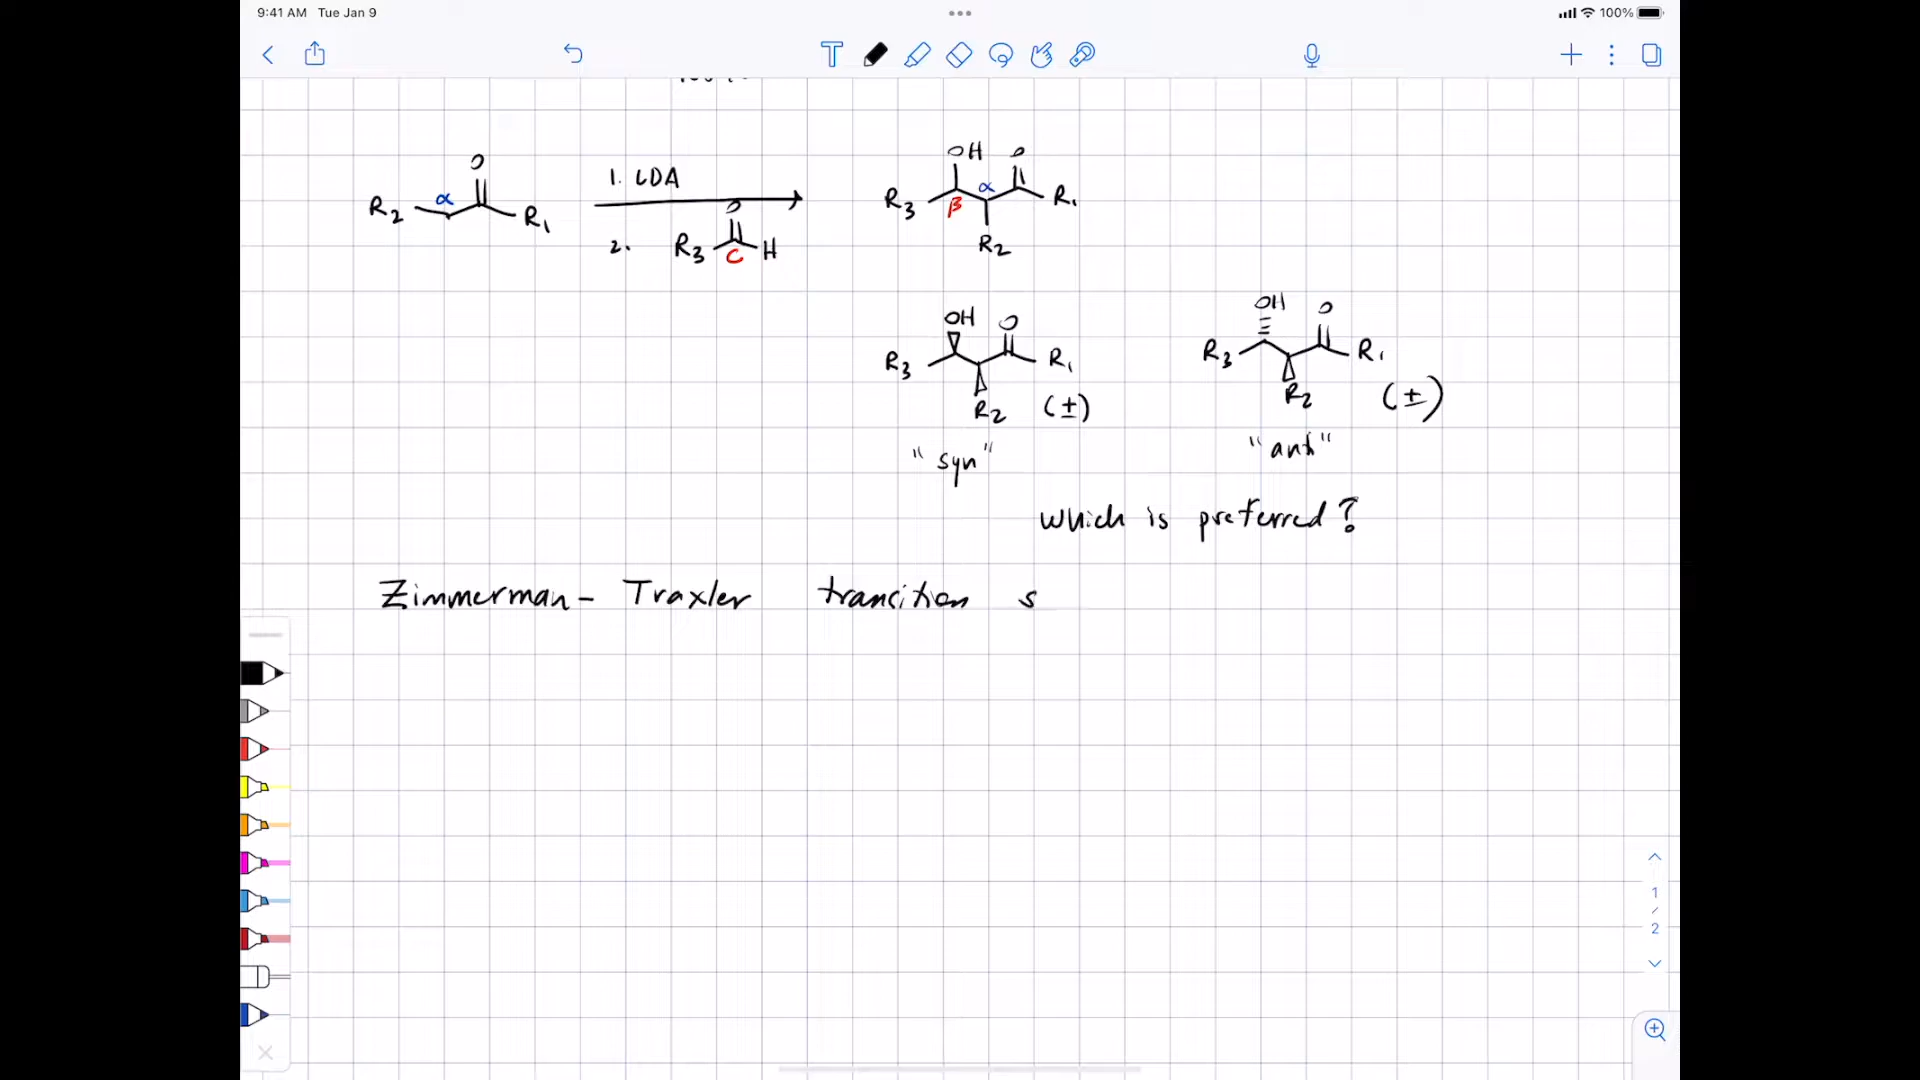 9:41 AM Tue Jan 9
100%
T
O
R2 α R1
1. LDA
2. R3 O C H
OH O
R3 β α R1
R2
OH O
R3 R1
R2 (±)
"syn"
OH O
R3 R1
R2 (±)
"anti"
which is preferred?
Zimmerman-Traxler transition s
1
/
2